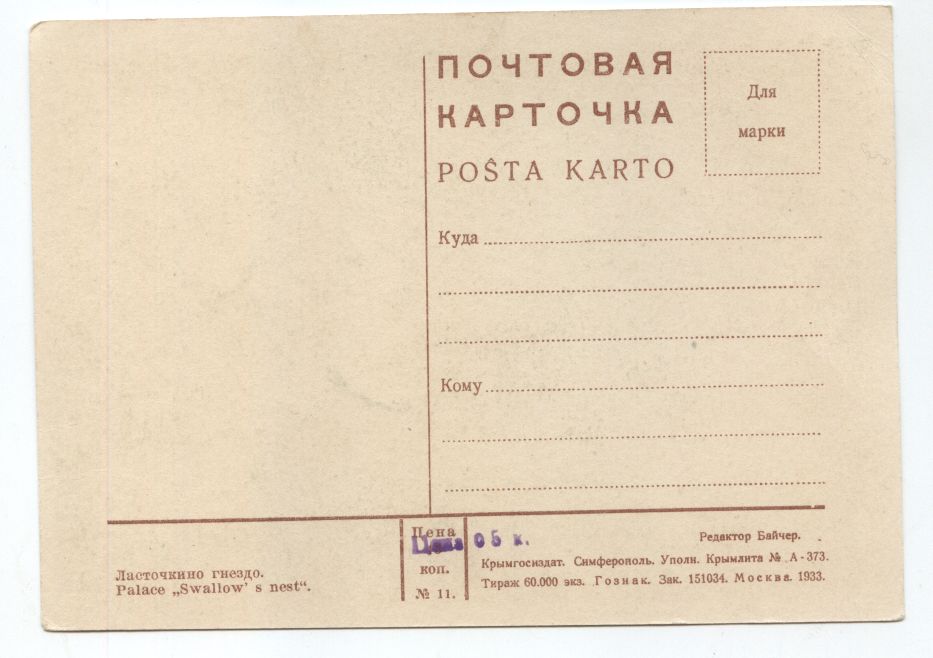 ПОЧТОВАЯ
КАРТОЧКА
POŜTA KARTO
Для
марки
Куда
Кому
Ласточкино гнездо.
Palace „Swallow' s nest“.
Цена
Цена 05 к.
коп.
№ 11.
Редактор Байчер.
Крымгосиздат. Симферополь. Уполн. Крымлита № А-373.
Тираж 60.000 экз. Гознак. Зак. 151034. Москва. 1933.